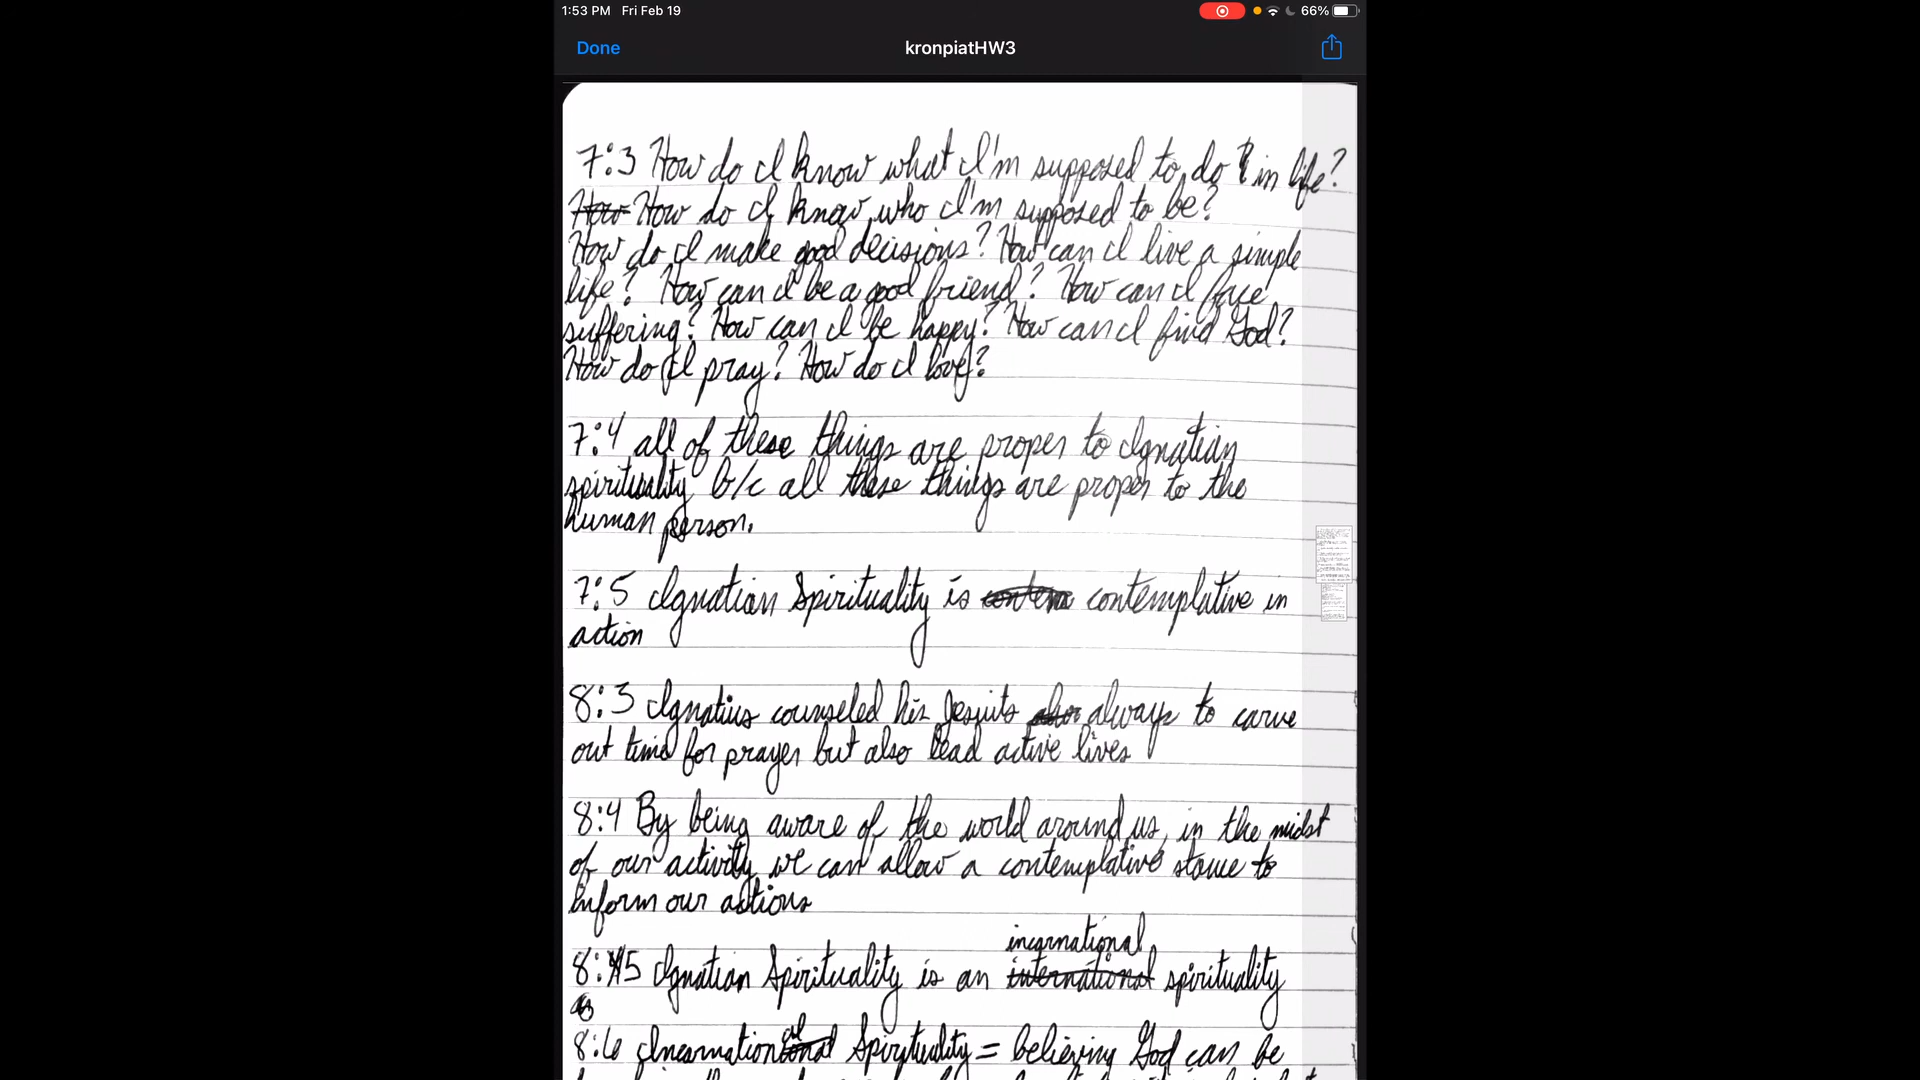 1:53 PM Fri Feb 19 66%
Done kronpiatHW3
7:3 How do I know what I'm supposed to do in life?
How How do I know who I'm supposed to be?
How do I make good decisions? How can I live a simple
life? How can I be a good friend? How can I face
suffering? How can I be happy? How can I find God?
How do I pray? How do I love?
7:4 all of these things are proper to Ignatian
spirituality b/c all these things are proper to the
human person.
7:5 Ignatian Spirituality is contem contemplative in
action
8:3 Ignatius counseled his Jesuits always to carve
out time for prayer but also lead active lives
8:4 By being aware of the world around us, in the midst
of our activity we can allow a contemplative stance to
inform our actions
incarnational
8:5 Ignatian Spirituality is an international spirituality
8:6 Incarnational Spirituality = believing God can be